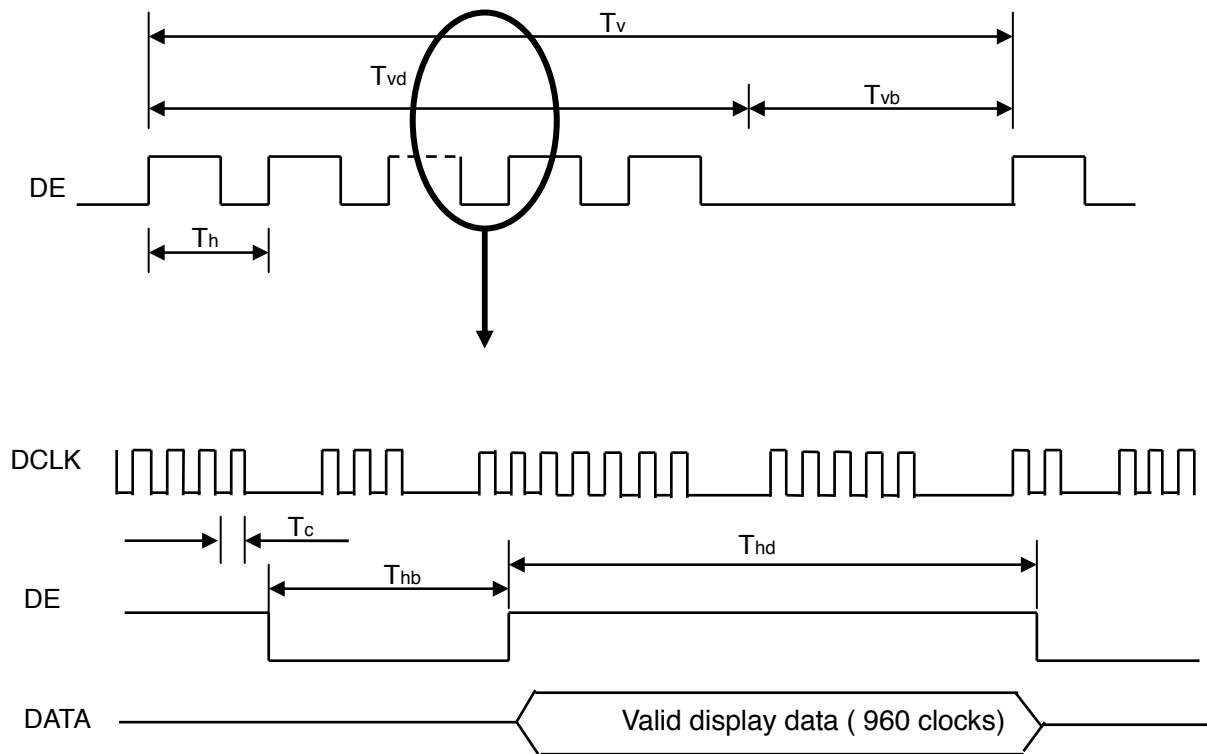 Tv
Tvd
Tvb
DE
Th
DCLK
Tc
Thd
Thb
DE
DATA
Valid display data ( 960 clocks)